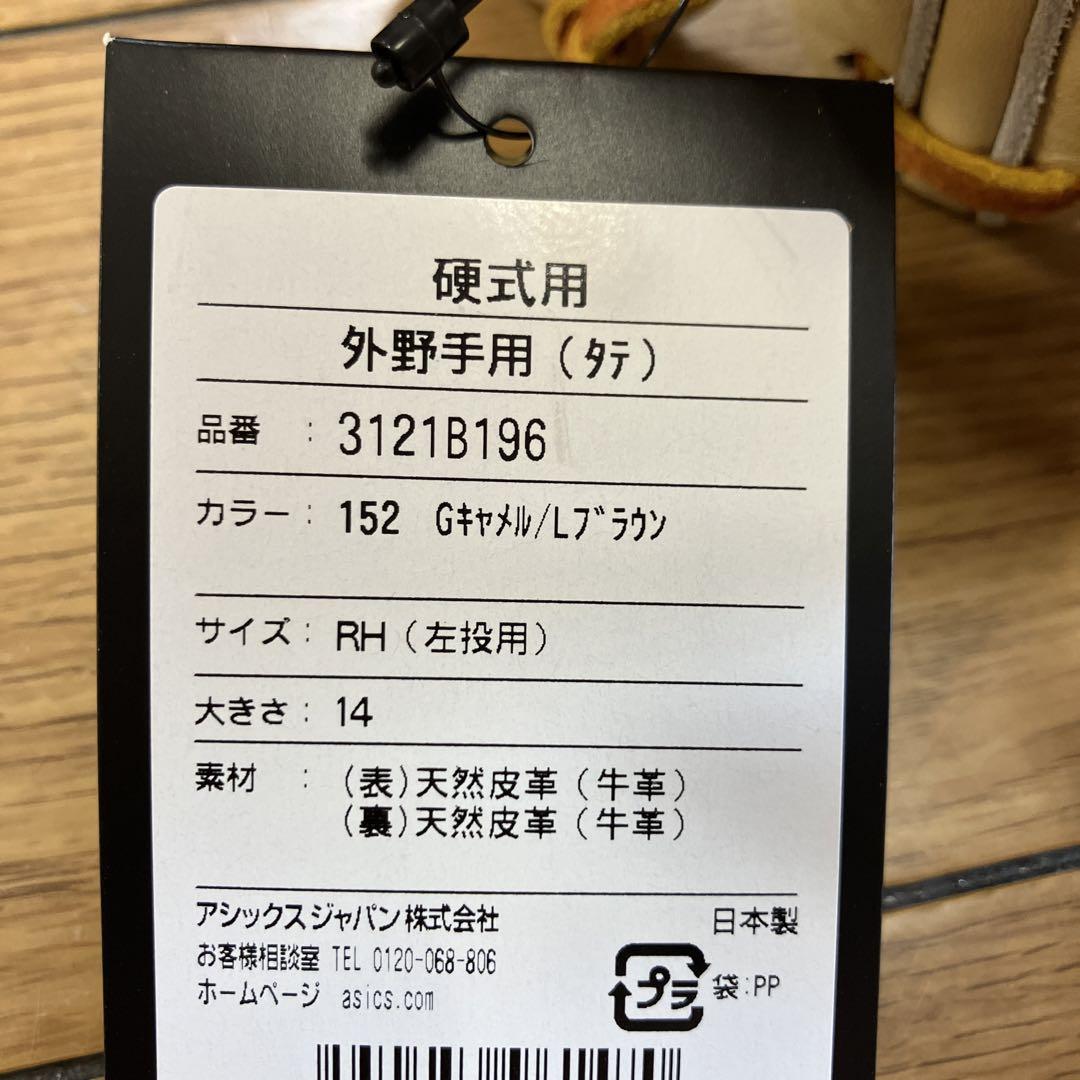 硬式用
外野手用(ﾀﾃ)
品番 : 3121B196
カラー: 152 Gｷｬﾒﾙ/Lﾌﾞﾗｳﾝ
サイズ: RH(左投用)
大きさ: 14
素材 : (表)天然皮革(牛革)
(裏)天然皮革(牛革)
アシックスジャパン株式会社 日本製
お客様相談室 TEL 0120-068-806
ホームページ asics.com
プラ 袋:PP